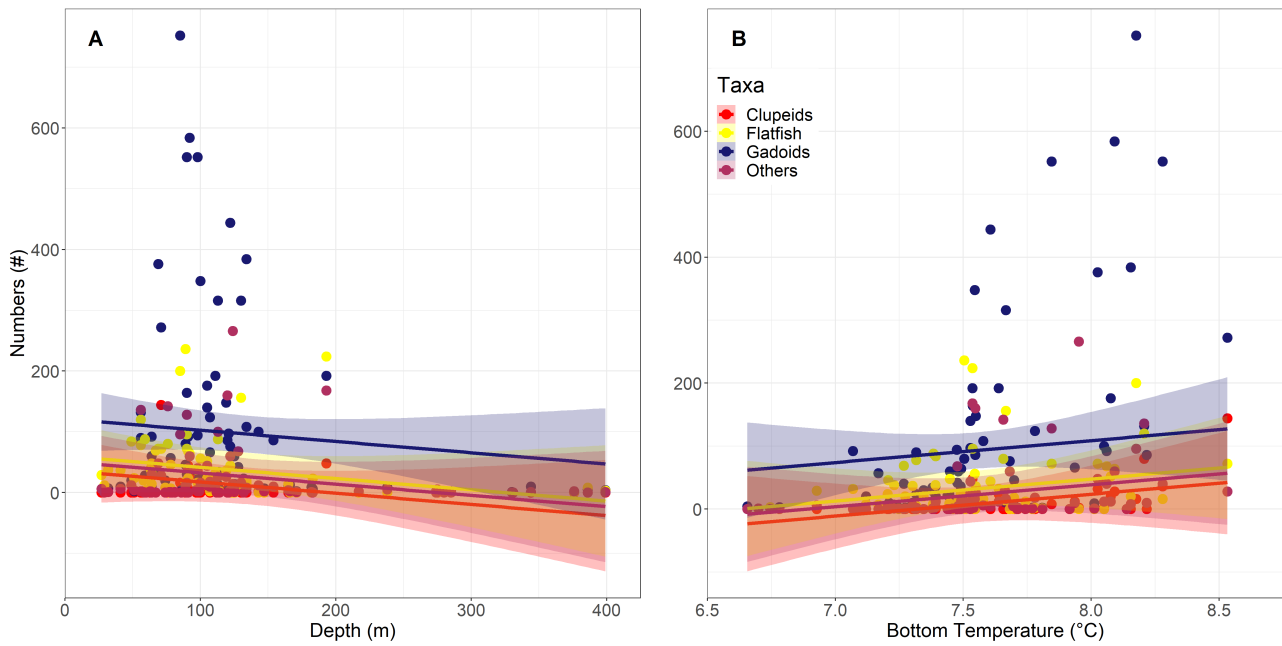 A
B
Numbers (#)
600
400
200
0
0
100
200
300
400
Depth (m)
Taxa
Clupeids
Flatfish
Gadoids
Others
600
400
200
0
6.5
7.0
7.5
8.0
8.5
Bottom Temperature (°C)